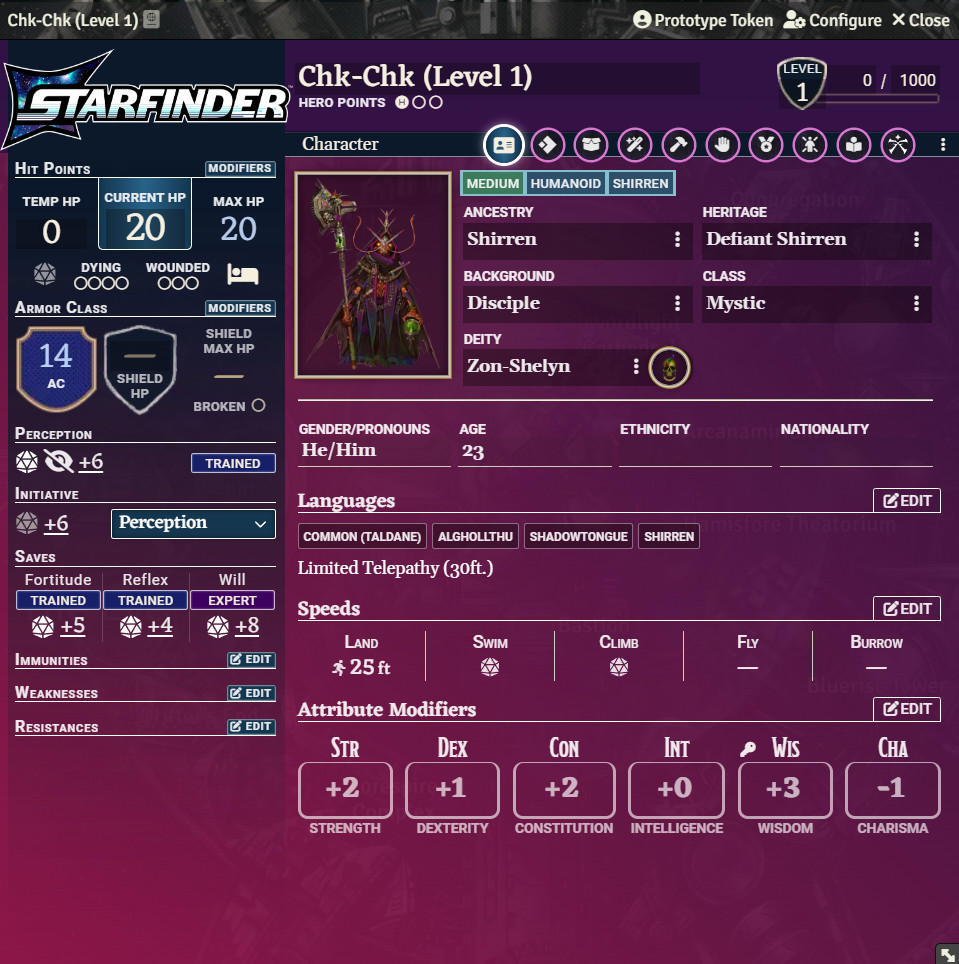 Chk-Chk (Level 1)
Prototype Token Configure Close
STARFINDER
Chk-Chk (Level 1)
HERO POINTS H
LEVEL
1
0 / 1000
Character
Hit Points MODIFIERS
TEMP HP CURRENT HP MAX HP
0 20 20
DYING WOUNDED
Armor Class MODIFIERS
14
AC
SHIELD HP
SHIELD MAX HP
—
—
BROKEN
Perception
+6 TRAINED
Initiative
+6 Perception
Saves
Fortitude Reflex Will
TRAINED TRAINED EXPERT
+5 +4 +8
Immunities EDIT
Weaknesses EDIT
Resistances EDIT
MEDIUM HUMANOID SHIRREN
ANCESTRY HERITAGE
Shirren Defiant Shirren
BACKGROUND CLASS
Disciple Mystic
DEITY
Zon-Shelyn
GENDER/PRONOUNS AGE ETHNICITY NATIONALITY
He/Him 23
Languages EDIT
COMMON (TALDANE) ALGHOLLTHU SHADOWTONGUE SHIRREN
Limited Telepathy (30ft.)
Speeds EDIT
Land Swim Climb Fly Burrow
25 ft — —
Attribute Modifiers EDIT
Str Dex Con Int Wis Cha
+2 +1 +2 +0 +3 -1
STRENGTH DEXTERITY CONSTITUTION INTELLIGENCE WISDOM CHARISMA